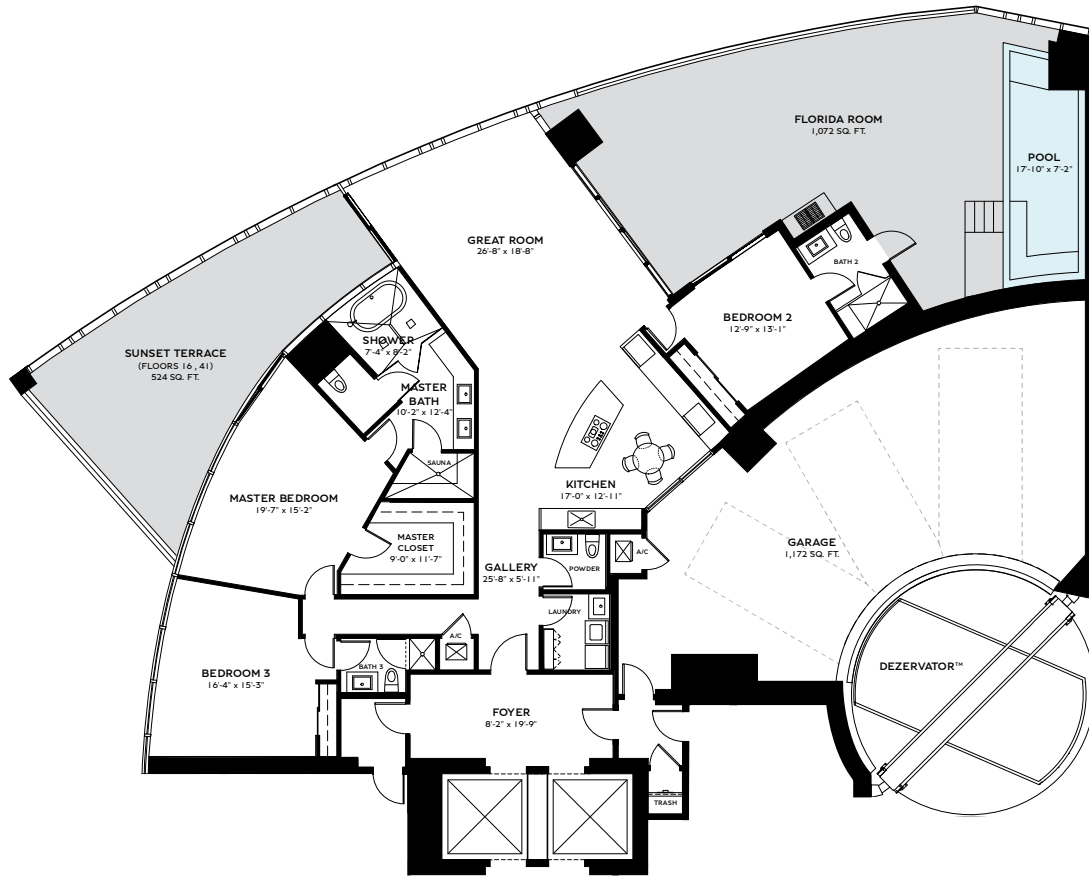 FLORIDA ROOM
1,072 SQ. FT.
POOL
17'-10" x 7'-2"
GREAT ROOM
26'-8" x 18'-8"
BATH 2
BEDROOM 2
12'-9" x 13'-1"
SUNSET TERRACE
(FLOORS 16 , 41)
524 SQ. FT.
SHOWER
7'-4" x 8'-2"
MASTER
BATH
10'-2" x 12'-4"
SAUNA
KITCHEN
17'-0" x 12'-11"
MASTER BEDROOM
19'-7" x 15'-2"
MASTER
CLOSET
9'-0" x 11'-7"
GARAGE
1,172 SQ. FT.
A/C
POWDER
GALLERY
25'-8" x 5'-11"
LAUNDRY
A/C
BATH 3
BEDROOM 3
16'-4" x 15'-3"
DEZERVATOR™
FOYER
8'-2" x 19'-9"
TRASH